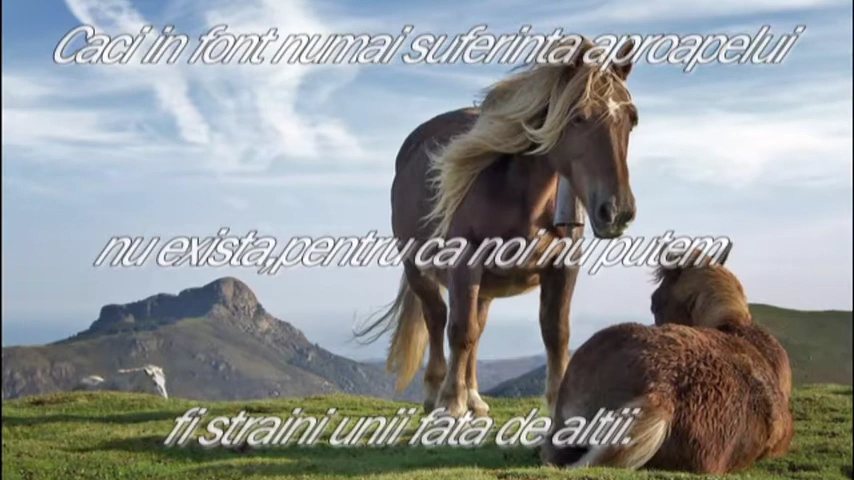 Caci in font numai suferinta aproapelui
nu exista,pentru ca noi nu putem
fi straini unii fata de altii.